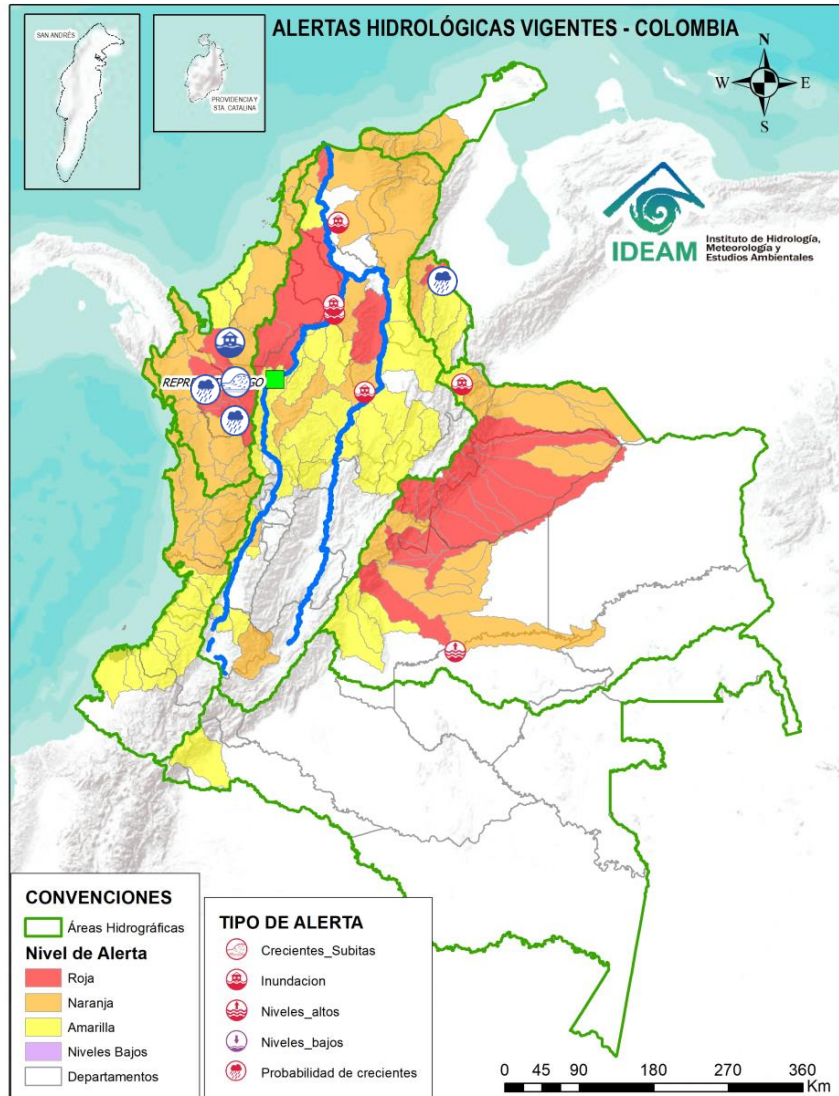 ALERTAS HIDROLÓGICAS VIGENTES - COLOMBIA
SAN ANDRÉS
PROVIDENCIA Y
STA. CATALINA
N
W
E
S
IDEAM
Instituto de Hidrología,
Meteorología y
Estudios Ambientales
CONVENCIONES
Áreas Hidrográficas
Nivel de Alerta
Roja
Naranja
Amarilla
Niveles Bajos
Departamentos
TIPO DE ALERTA
Crecientes_Subitas
Inundacion
Niveles_altos
Niveles_bajos
Probabilidad de crecientes
0 45 90 180 270 360
Km